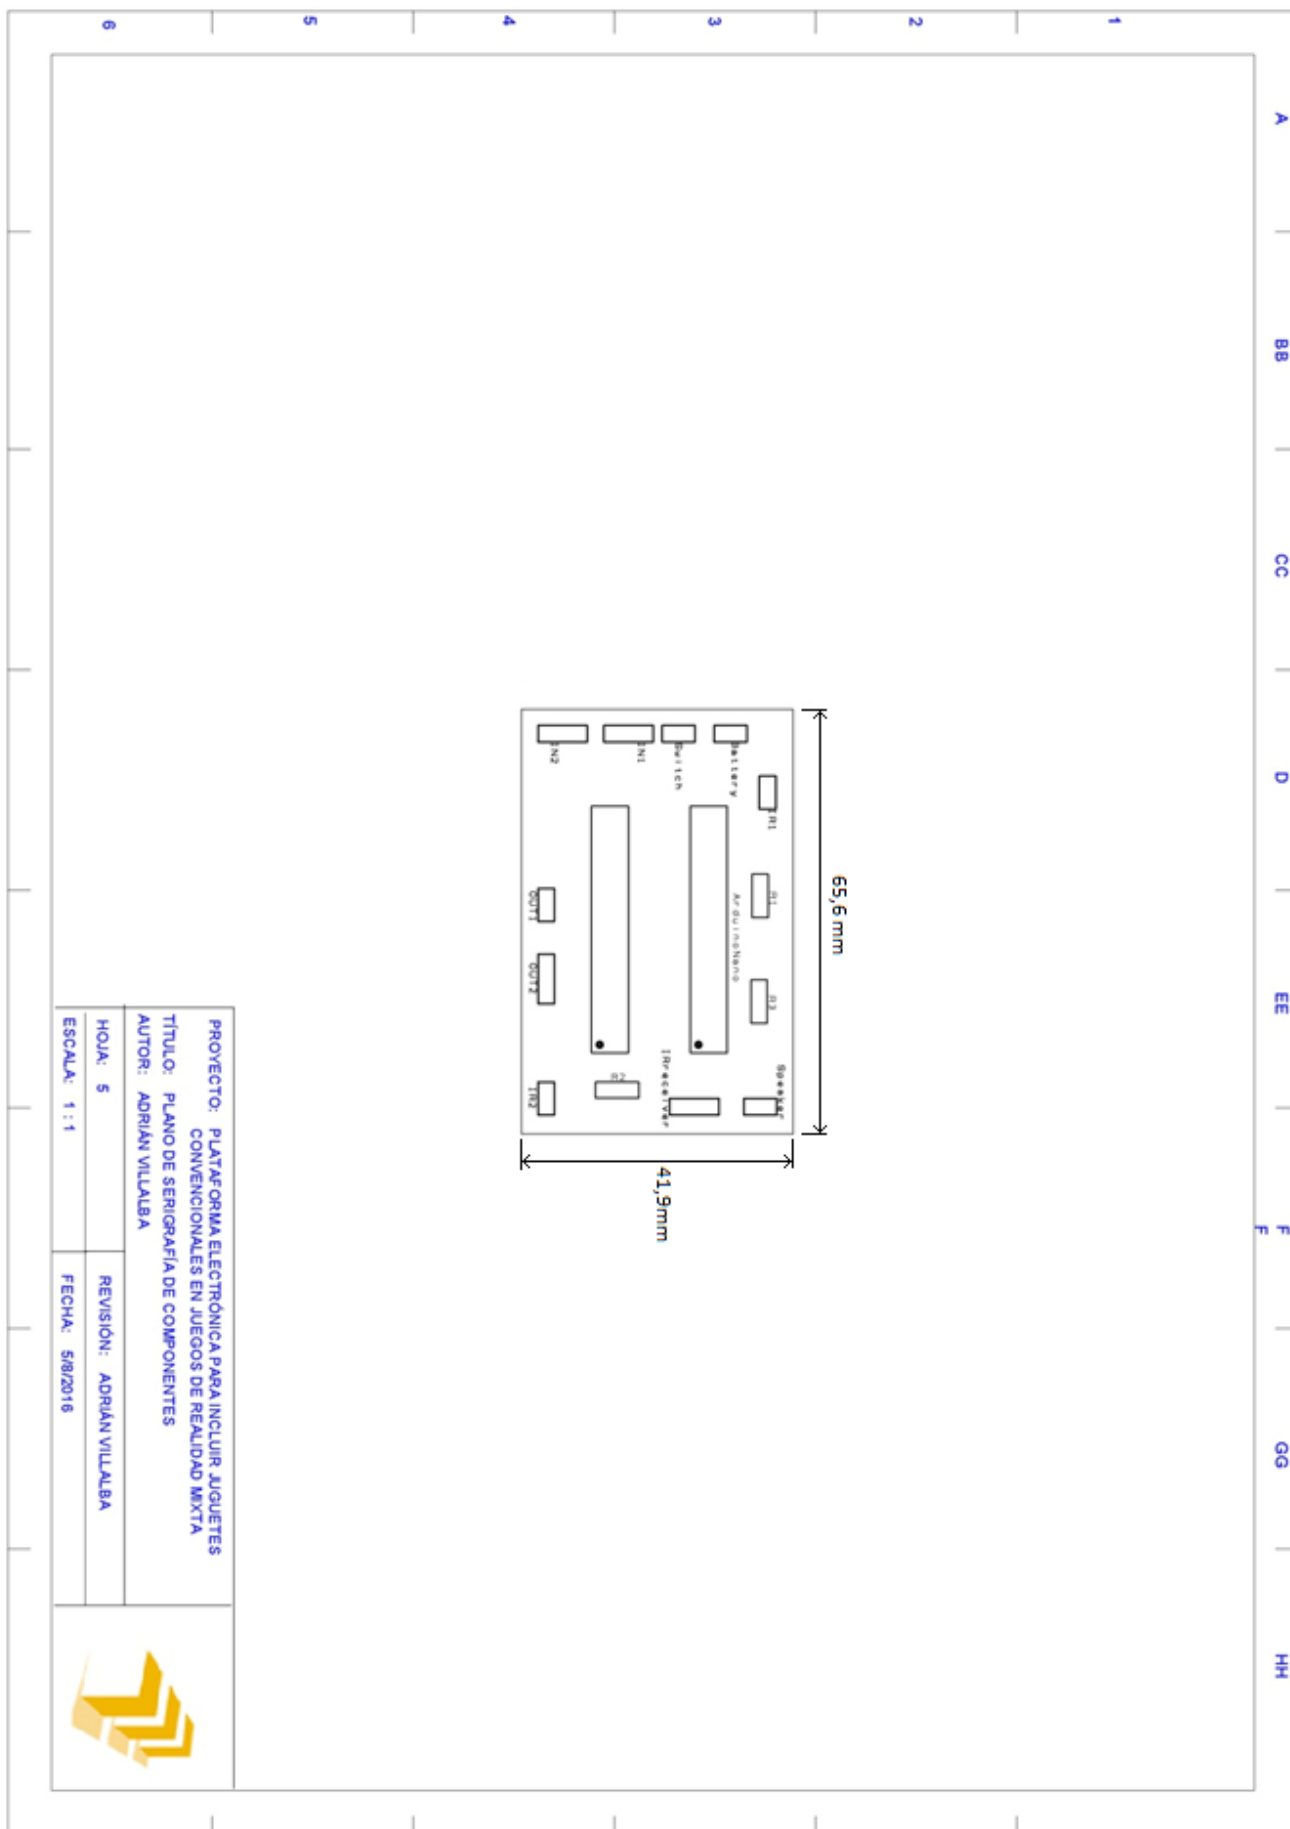 1
2
3
4
5
6
A
BB
CC
D
EE
F
F
GG
HH
65,6 mm
41,9mm
Speaker
IR1
R1
R3
Battery
ArduinoNano
Switch
IRreceiver
IN1
R2
IN2
OUT1
OUT2
IR2
PROYECTO: PLATAFORMA ELECTRÓNICA PARA INCLUIR JUGUETES
CONVENCIONALES EN JUEGOS DE REALIDAD MIXTA
TÍTULO: PLANO DE SERIGRAFÍA DE COMPONENTES
AUTOR: ADRIÁN VILLALBA
HOJA: 5 REVISIÓN: ADRIÁN VILLALBA
ESCALA: 1 : 1 FECHA: 5/8/2016